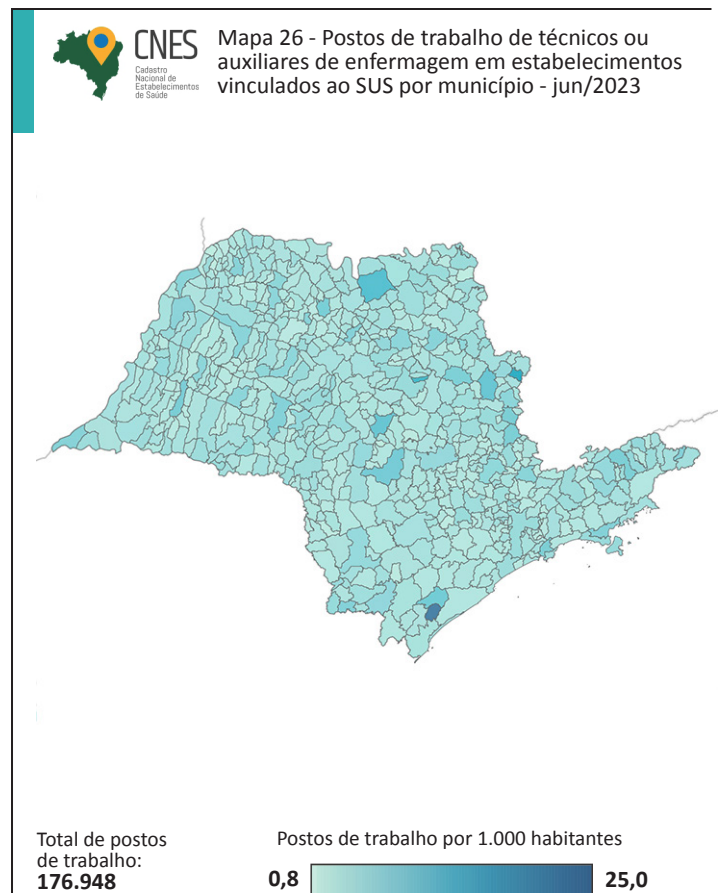 CNES
Cadastro
Nacional de
Estabelecimentos
de Saúde
Mapa 26 - Postos de trabalho de técnicos ou
auxiliares de enfermagem em estabelecimentos
vinculados ao SUS por município - jun/2023
Total de postos
de trabalho:
176.948
Postos de trabalho por 1.000 habitantes
0,8
25,0